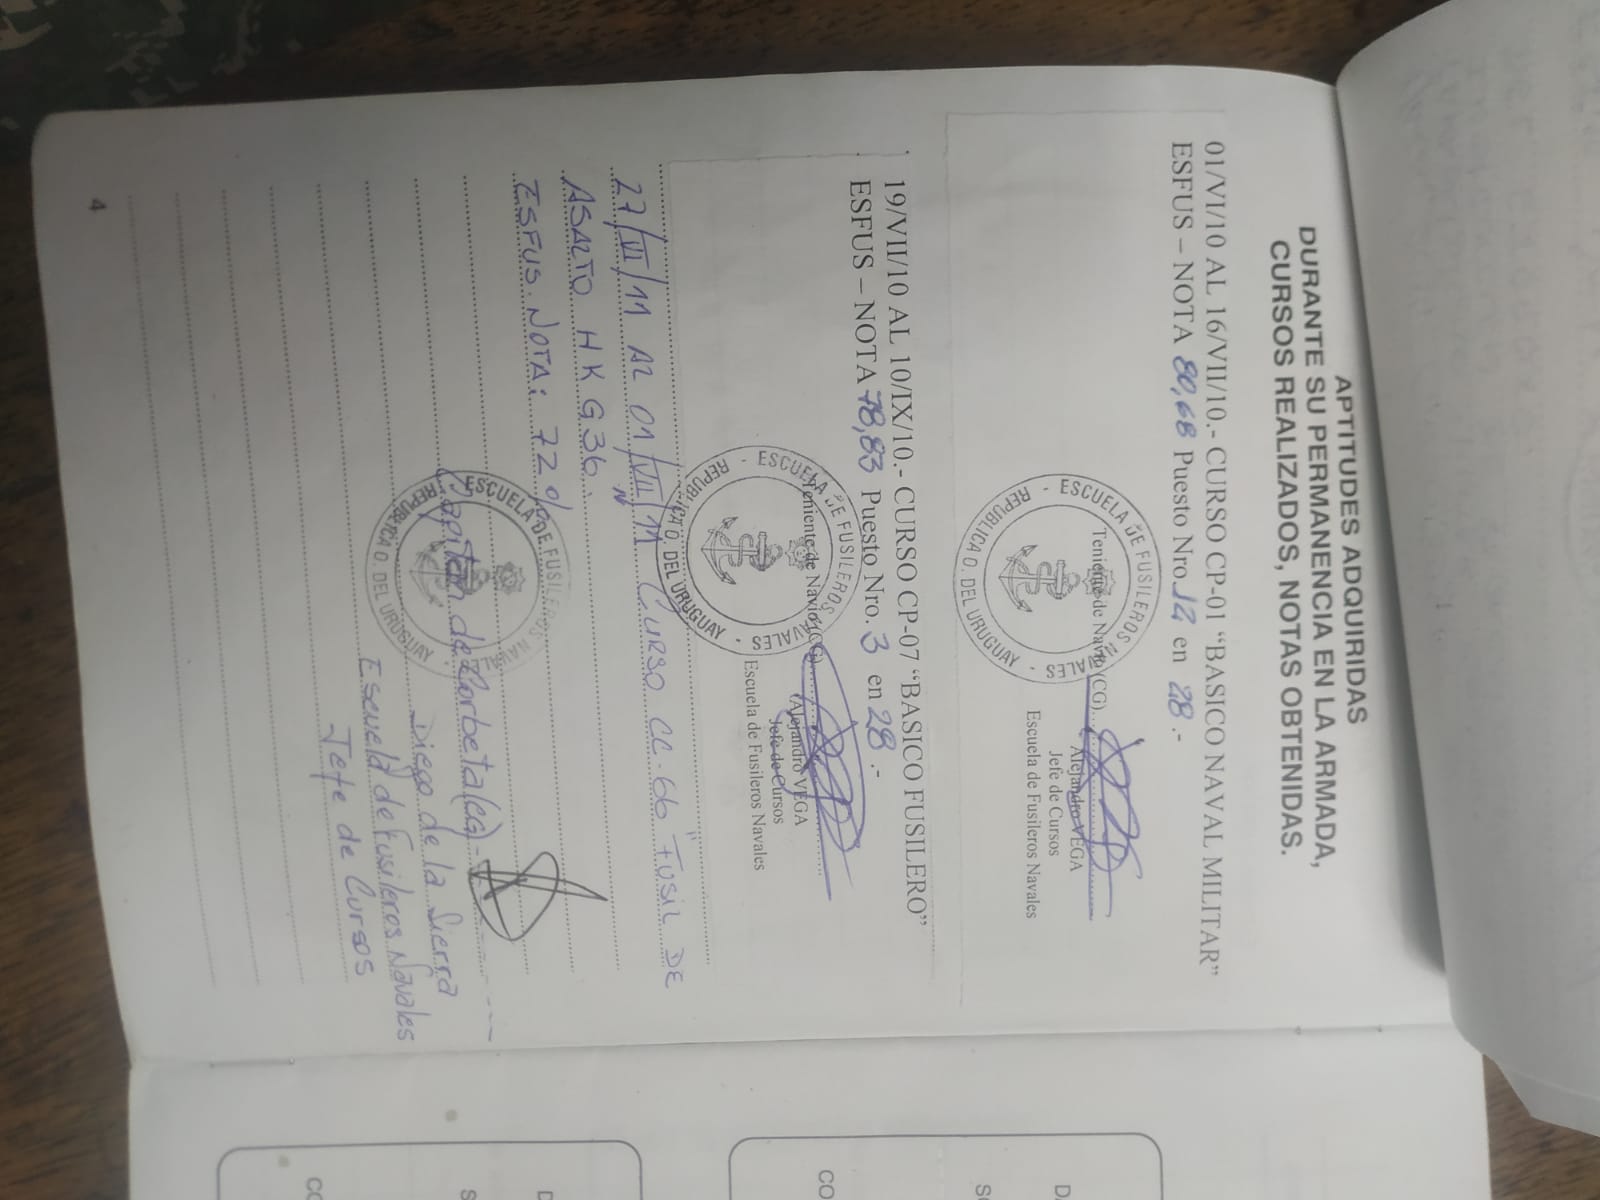 APTITUDES ADQUIRIDAS
DURANTE SU PERMANENCIA EN LA ARMADA,
CURSOS REALIZADOS, NOTAS OBTENIDAS.
01/VI/10 AL 16/VII/10.- CURSO CP-01 “BASICO NAVAL MILITAR”
ESFUS – NOTA 80,68 Puesto Nro. 12 en 28.-
Teniente de Navío (CG)
Alejandro VEGA
Jefe de Cursos
Escuela de Fusileros Navales
ESCUELA DE FUSILEROS NAVALES - REPUBLICA O. DEL URUGUAY -
19/VII/10 AL 10/IX/10.- CURSO CP-07 “BASICO FUSILERO”
ESFUS – NOTA 78,83 Puesto Nro. 3 en 28.-
Teniente de Navío (CG)
(Alejandro VEGA
Jefe de Cursos
Escuela de Fusileros Navales
ESCUELA DE FUSILEROS NAVALES - REPUBLICA O. DEL URUGUAY -
27/VI/11 AL 01/VII/11 CURSO CC-66 "FUSIL DE
ASALTO HK G36.
ESFUS. NOTA: 72
ESCUELA DE FUSILEROS NAVALES REPUBLICA O. DEL URUGUAY
Capitan de Corbeta (CG)
Diego de la Sierra
Escuela de Fusileros Navales
Jefe de Cursos
4
CO
CO